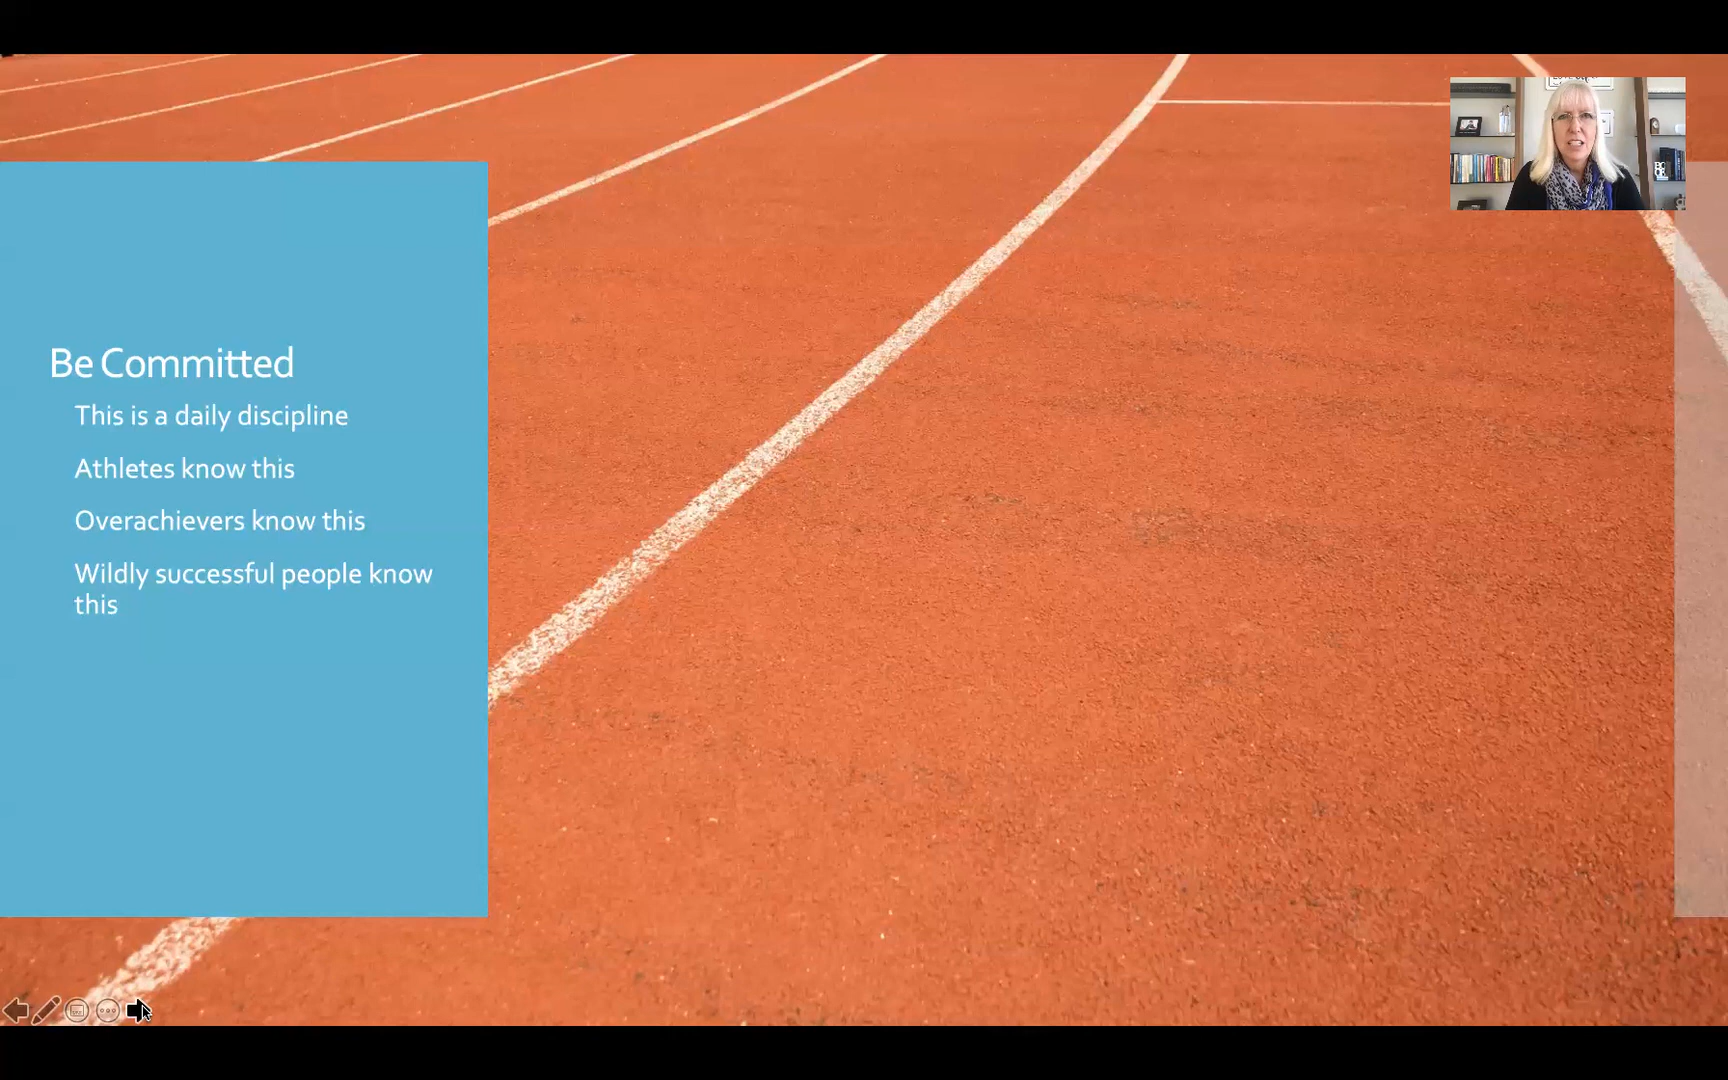 Be Committed
This is a daily discipline
Athletes know this
Overachievers know this
Wildly successful people know
this